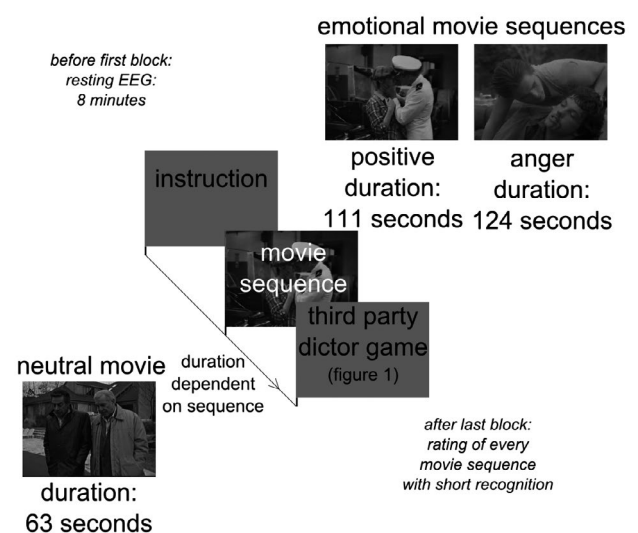 emotional movie sequences
before first block:
resting EEG:
8 minutes
positive
duration:
111 seconds
anger
duration:
124 seconds
instruction
movie
sequence
third party
dictor game
(figure 1)
duration
dependent
on sequence
neutral movie
duration:
63 seconds
after last block:
rating of every
movie sequence
with short recognition